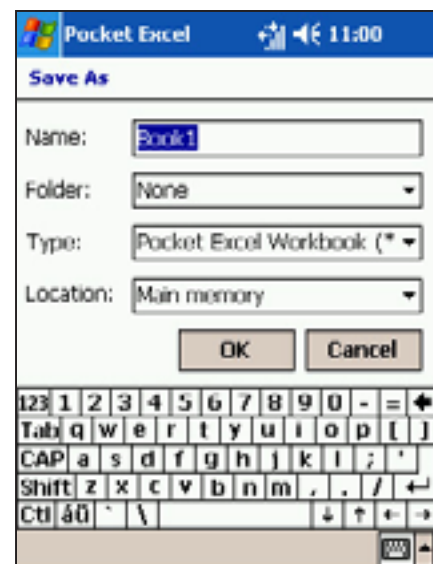 Pocket Excel 11:00
Save As
Name: Book1
Folder: None
Type: Pocket Excel Workbook (*
Location: Main memory
OK Cancel
123 1 2 3 4 5 6 7 8 9 0 - = ←
Tab q w e r t y u i o p [ ]
CAP a s d f g h j k l ; '
Shift z x c v b n m , . / ↵
Ctl áü ` \ ↓ ↑ ← →